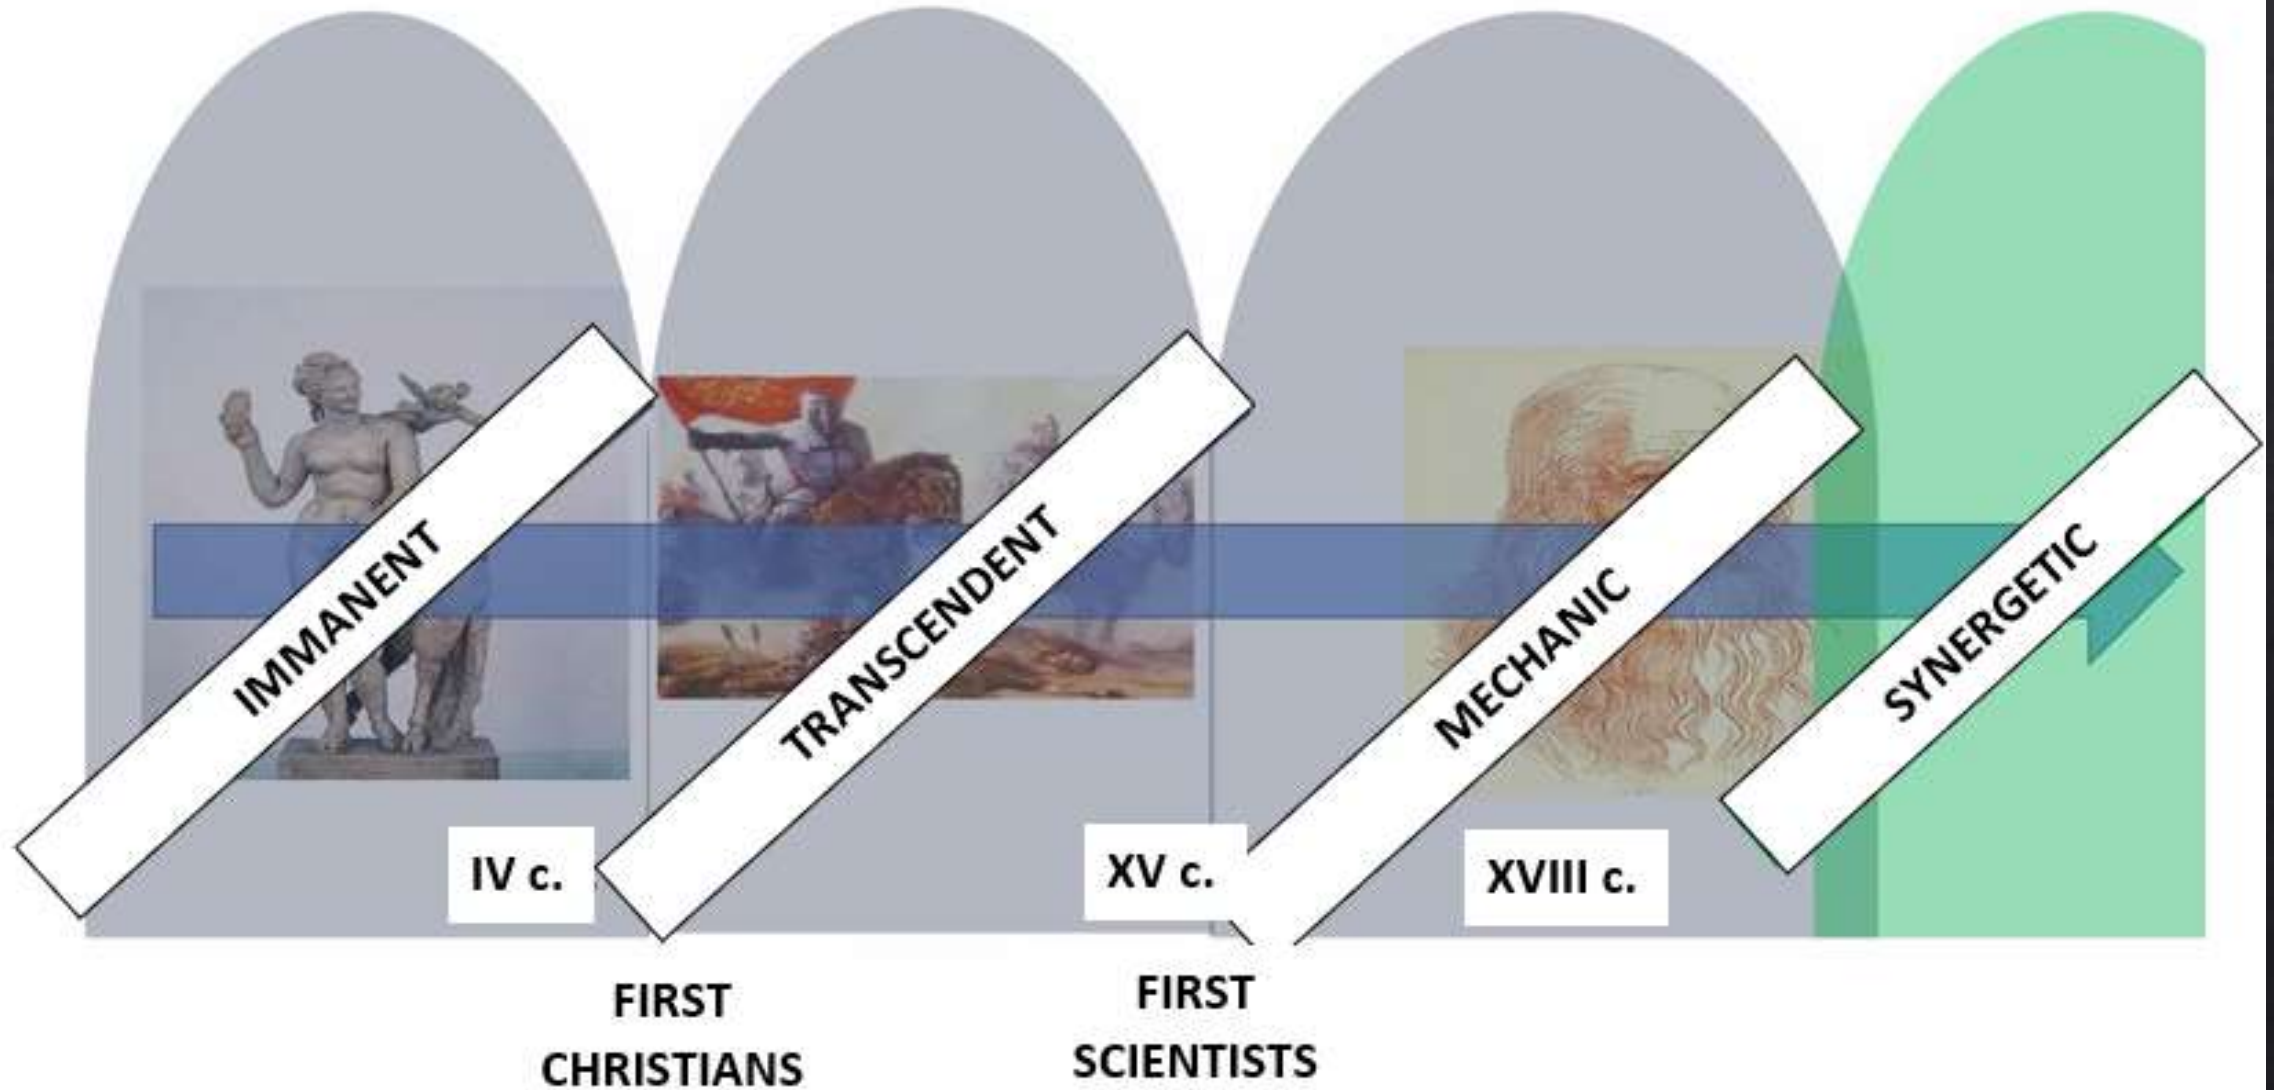 IMMANENT
TRANSCENDENT
MECHANIC
SYNERGETIC
IV c.
XV c.
XVIII c.
FIRST
CHRISTIANS
FIRST
SCIENTISTS